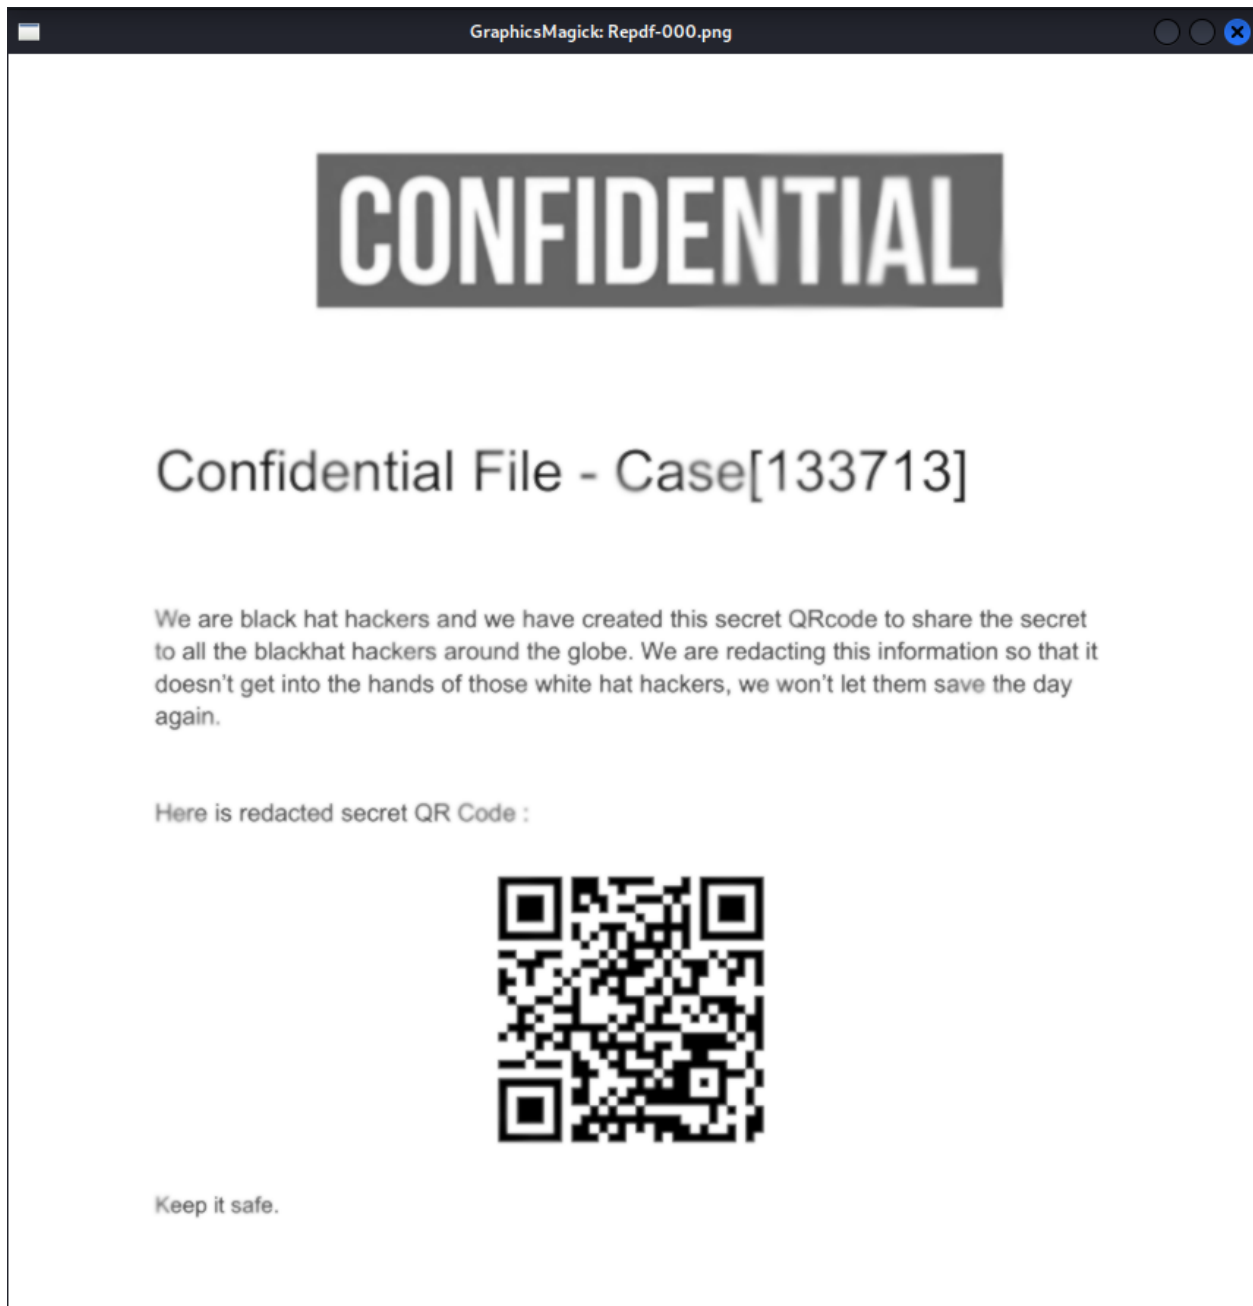 GraphicsMagick: Repdf-000.png
CONFIDENTIAL
Confidential File - Case[133713]
We are black hat hackers and we have created this secret QRcode to share the secret
to all the blackhat hackers around the globe. We are redacting this information so that it
doesn’t get into the hands of those white hat hackers, we won’t let them save the day
again.
Here is redacted secret QR Code :
Keep it safe.